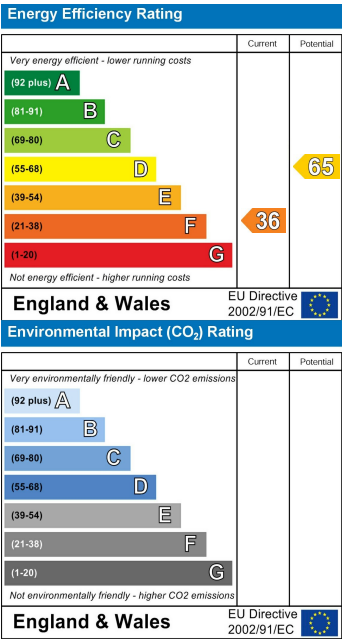 Energy Efficiency Rating
Current Potential
Very energy efficient - lower running costs
(92 plus) A
(81-91) B
(69-80) C
(55-68) D
65
(39-54) E
(21-38) F
36
(1-20) G
Not energy efficient - higher running costs
England & Wales
EU Directive
2002/91/EC
Environmental Impact (CO₂) Rating
Current Potential
Very environmentally friendly - lower CO2 emissions
(92 plus) A
(81-91) B
(69-80) C
(55-68) D
(39-54) E
(21-38) F
(1-20) G
Not environmentally friendly - higher CO2 emissions
England & Wales
EU Directive
2002/91/EC